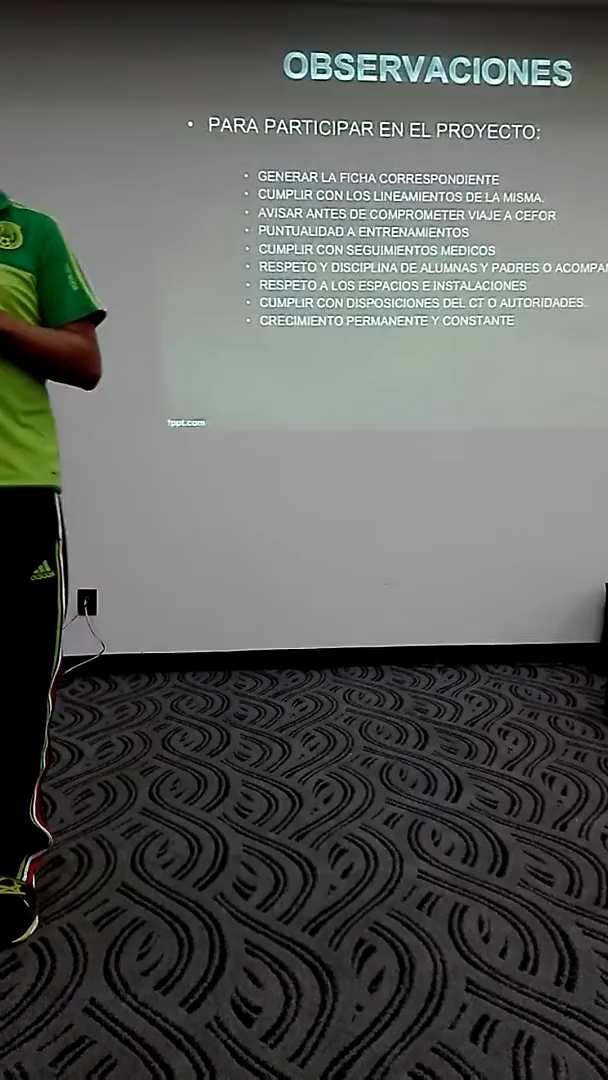 OBSERVACIONES
• PARA PARTICIPAR EN EL PROYECTO:
• GENERAR LA FICHA CORRESPONDIENTE
• CUMPLIR CON LOS LINEAMIENTOS DE LA MISMA.
• AVISAR ANTES DE COMPROMETER VIAJE A CEFOR
• PUNTUALIDAD A ENTRENAMIENTOS
• CUMPLIR CON SEGUIMIENTOS MEDICOS
• RESPETO Y DISCIPLINA DE ALUMNAS Y PADRES O ACOMPA
• RESPETO A LOS ESPACIOS E INSTALACIONES
• CUMPLIR CON DISPOSICIONES DEL CT O AUTORIDADES.
• CRECIMIENTO PERMANENTE Y CONSTANTE
fppt.com
adidas